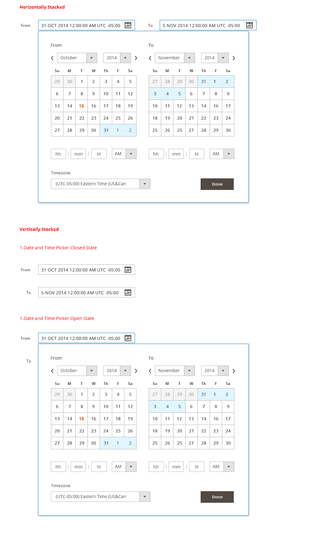 Horizontally Stacked
From 31-OCT 2014 12:00:00 AM UTC -05:00 To 5 NOV 2014 12:00:00 AM UTC -05:00
From To
October 2014 November 2014
Su M T W Th F Sa Su M T W Th F Sa
29 30 1 2 3 4 5 27 28 29 30 31 1 2
6 7 8 9 10 11 12 3 4 5 6 7 8 9
13 14 15 16 17 18 19 10 11 12 13 14 15 16
20 21 22 23 24 25 26 17 18 19 20 21 22 23
27 28 29 30 31 1 2 24 25 26 27 28 29 30
hh : mm : ss AM hh : mm : ss AM
Timezone
(UTC-05:00) Eastern Time (US&Can Done
Vertically Stacked
1.Date and Time Picker Closed State
From 31-OCT 2014 12:00:00 AM UTC -05:00
To 5-NOV 2014 12:00:00 AM UTC -05:00
1.Date and Time Picker Open State
From 31-OCT 2014 12:00:00 AM UTC -05:00
To From To
October 2014 November 2014
Su M T W Th F Sa Su M T W Th F Sa
29 30 1 2 3 4 5 27 28 29 30 31 1 2
6 7 8 9 10 11 12 3 4 5 6 7 8 9
13 14 15 16 17 18 19 10 11 12 13 14 15 16
20 21 22 23 24 25 26 17 18 19 20 21 22 23
27 28 29 30 31 1 2 24 25 26 27 28 29 30
hh : mm : ss AM hh : mm : ss AM
Timezone
(UTC-05:00) Eastern Time (US&Can Done